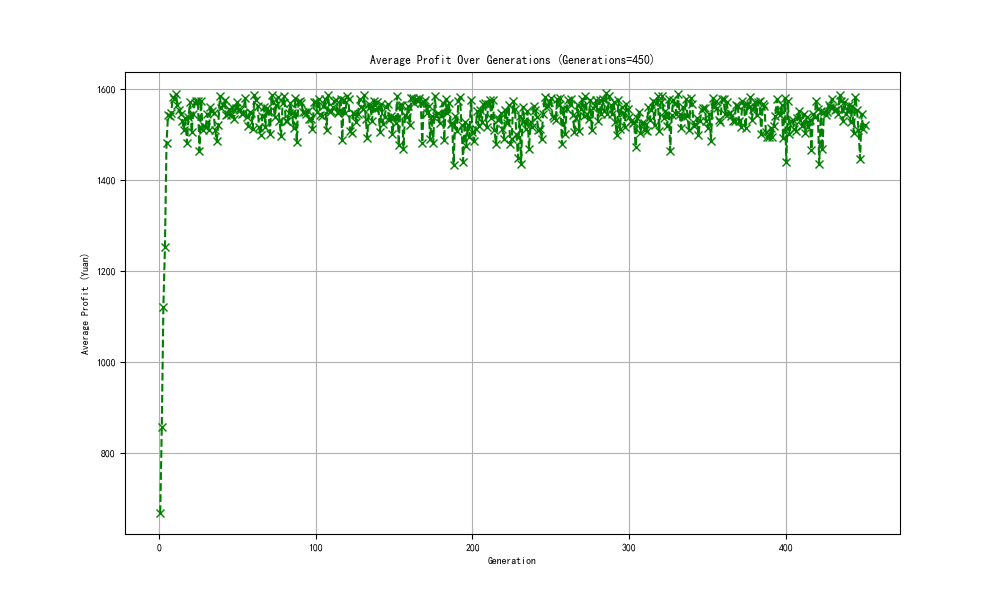 Average Profit Over Generations (Generations=450)
1600
1400
1200
1000
800
Average Profit (Yuan)
0 100 200 300 400
Generation